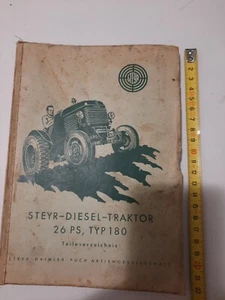 STEYR-DIESEL-TRAKTOR
26 PS, TYP 180
Teileverzeichnis
STEYR-DAIMLER-PUCH AKTIENGESELLSCHAFT